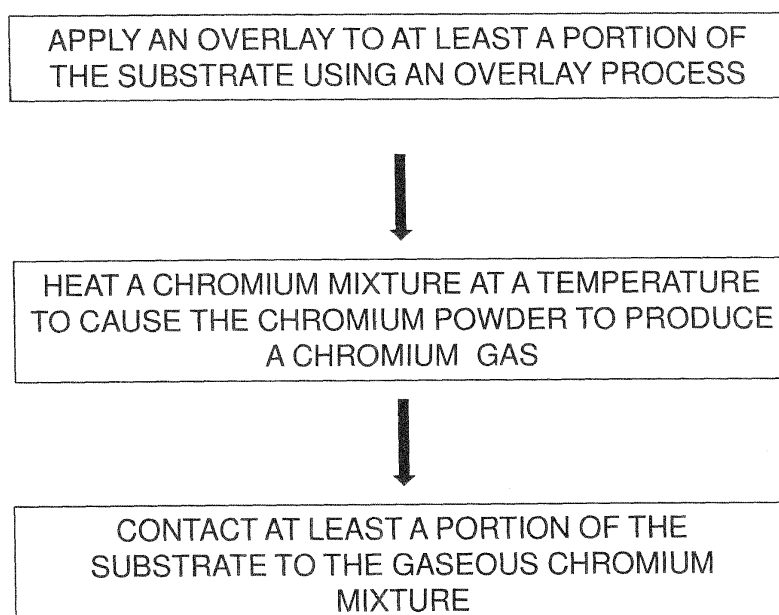 APPLY AN OVERLAY TO AT LEAST A PORTION OF
THE SUBSTRATE USING AN OVERLAY PROCESS
HEAT A CHROMIUM MIXTURE AT A TEMPERATURE
TO CAUSE THE CHROMIUM POWDER TO PRODUCE
A CHROMIUM GAS
CONTACT AT LEAST A PORTION OF THE
SUBSTRATE TO THE GASEOUS CHROMIUM
MIXTURE